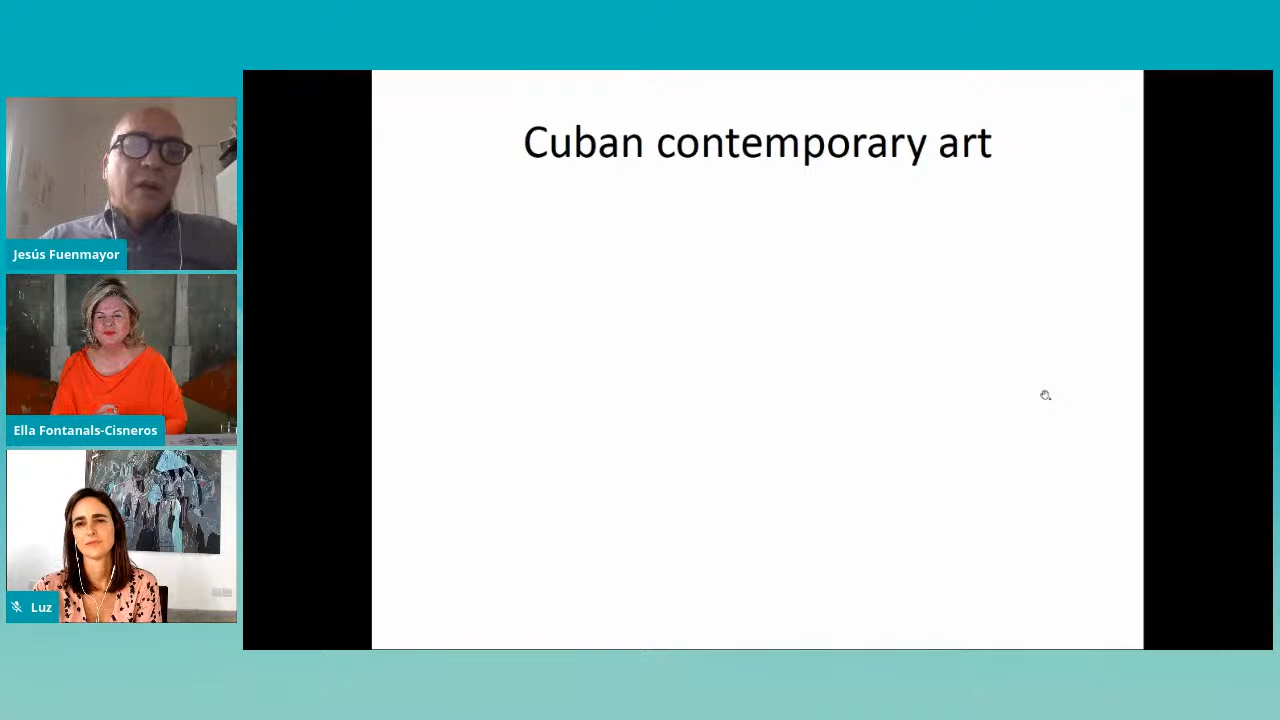 Cuban contemporary art
Jesús Fuenmayor
Ella Fontanals-Cisneros
Luz